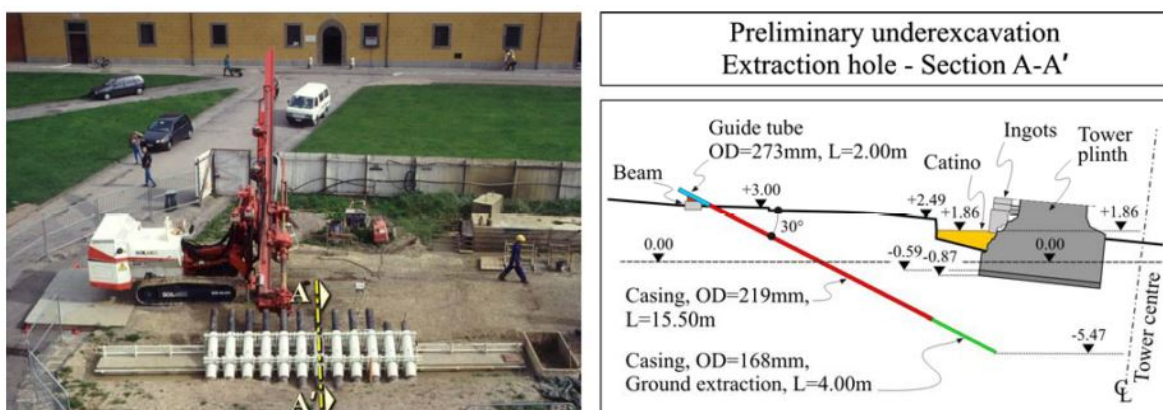 SOILMEC
A
A'
Preliminary underexcavation
Extraction hole - Section A-A'
Guide tube
OD=273mm, L=2.00m
Ingots
Tower
plinth
Catino
Beam
+3.00
+2.49
+1.86
+1.86
30°
0.00
0.00
-0.59
-0.87
Casing, OD=219mm,
L=15.50m
Casing, OD=168mm,
Ground extraction, L=4.00m
-5.47
Tower centre
℄